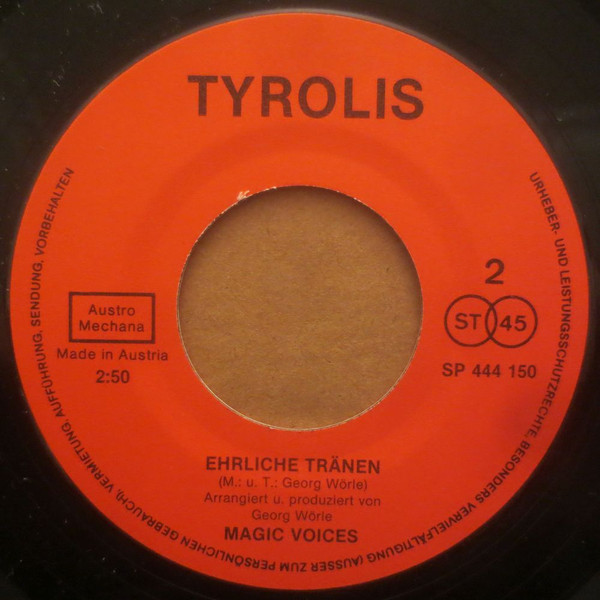 TYROLIS
2
Austro
Mechana
ST 45
Made in Austria
2:50
SP 444 150
EHRLICHE TRÄNEN
(M.: u. T.: Georg Wörle)
Arrangiert u. produziert von
Georg Wörle
MAGIC VOICES
URHEBER- UND LEISTUNGSSCHUTZRECHTE, BESONDERS VERVIELFÄLTIGUNG (AUSSER ZUM PERSÖNLICHEN GEBRAUCH), VERMIETUNG, AUFFÜHRUNG, SENDUNG, VORBEHALTEN